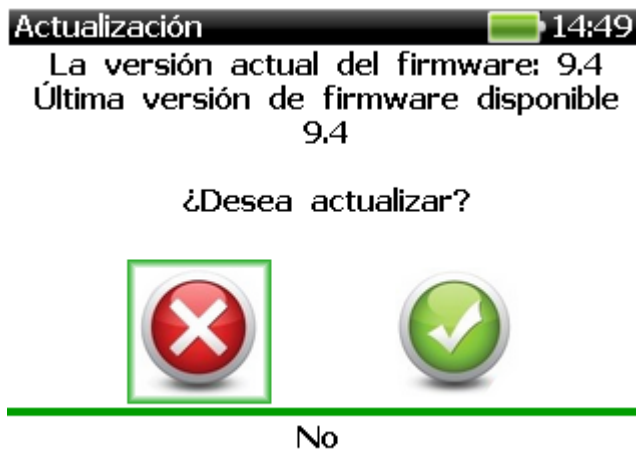 Actualización 14:49
La versión actual del firmware: 9.4
Última versión de firmware disponible
9.4
¿Desea actualizar?
No